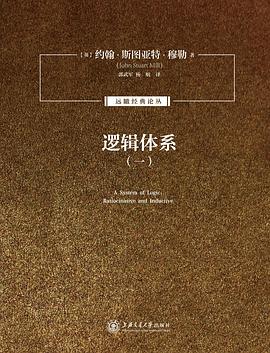 ［英］约翰·斯图亚特·穆勒 著
（John Stuart Mill）
郭武军 杨航 译
远瞻经典论丛
逻辑体系
（一）
A System of Logic,
Ratiocinative and Inductive
上海交通大学出版社